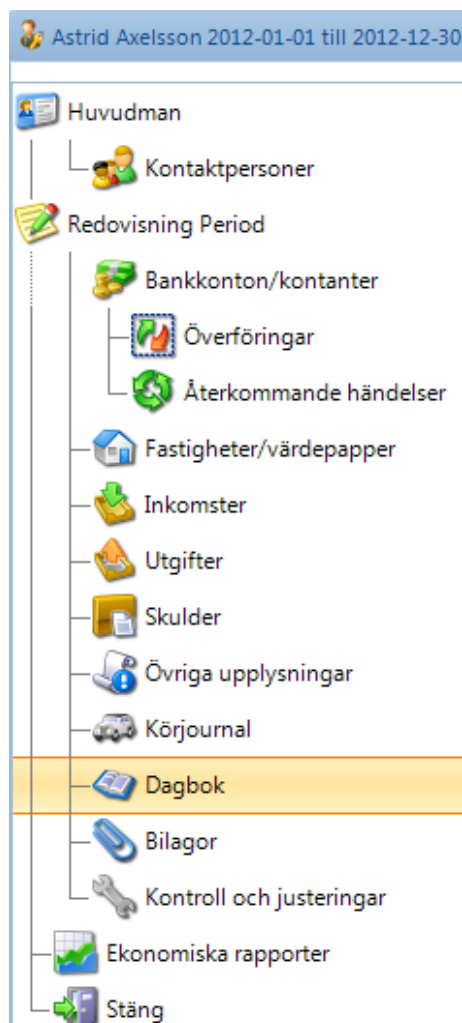 Astrid Axelsson 2012-01-01 till 2012-12-30
Huvudman
Kontaktpersoner
Redovisning Period
Bankkonton/kontanter
Överföringar
Återkommande händelser
Fastigheter/värdepapper
Inkomster
Utgifter
Skulder
Övriga upplysningar
Körjournal
Dagbok
Bilagor
Kontroll och justeringar
Ekonomiska rapporter
Stäng